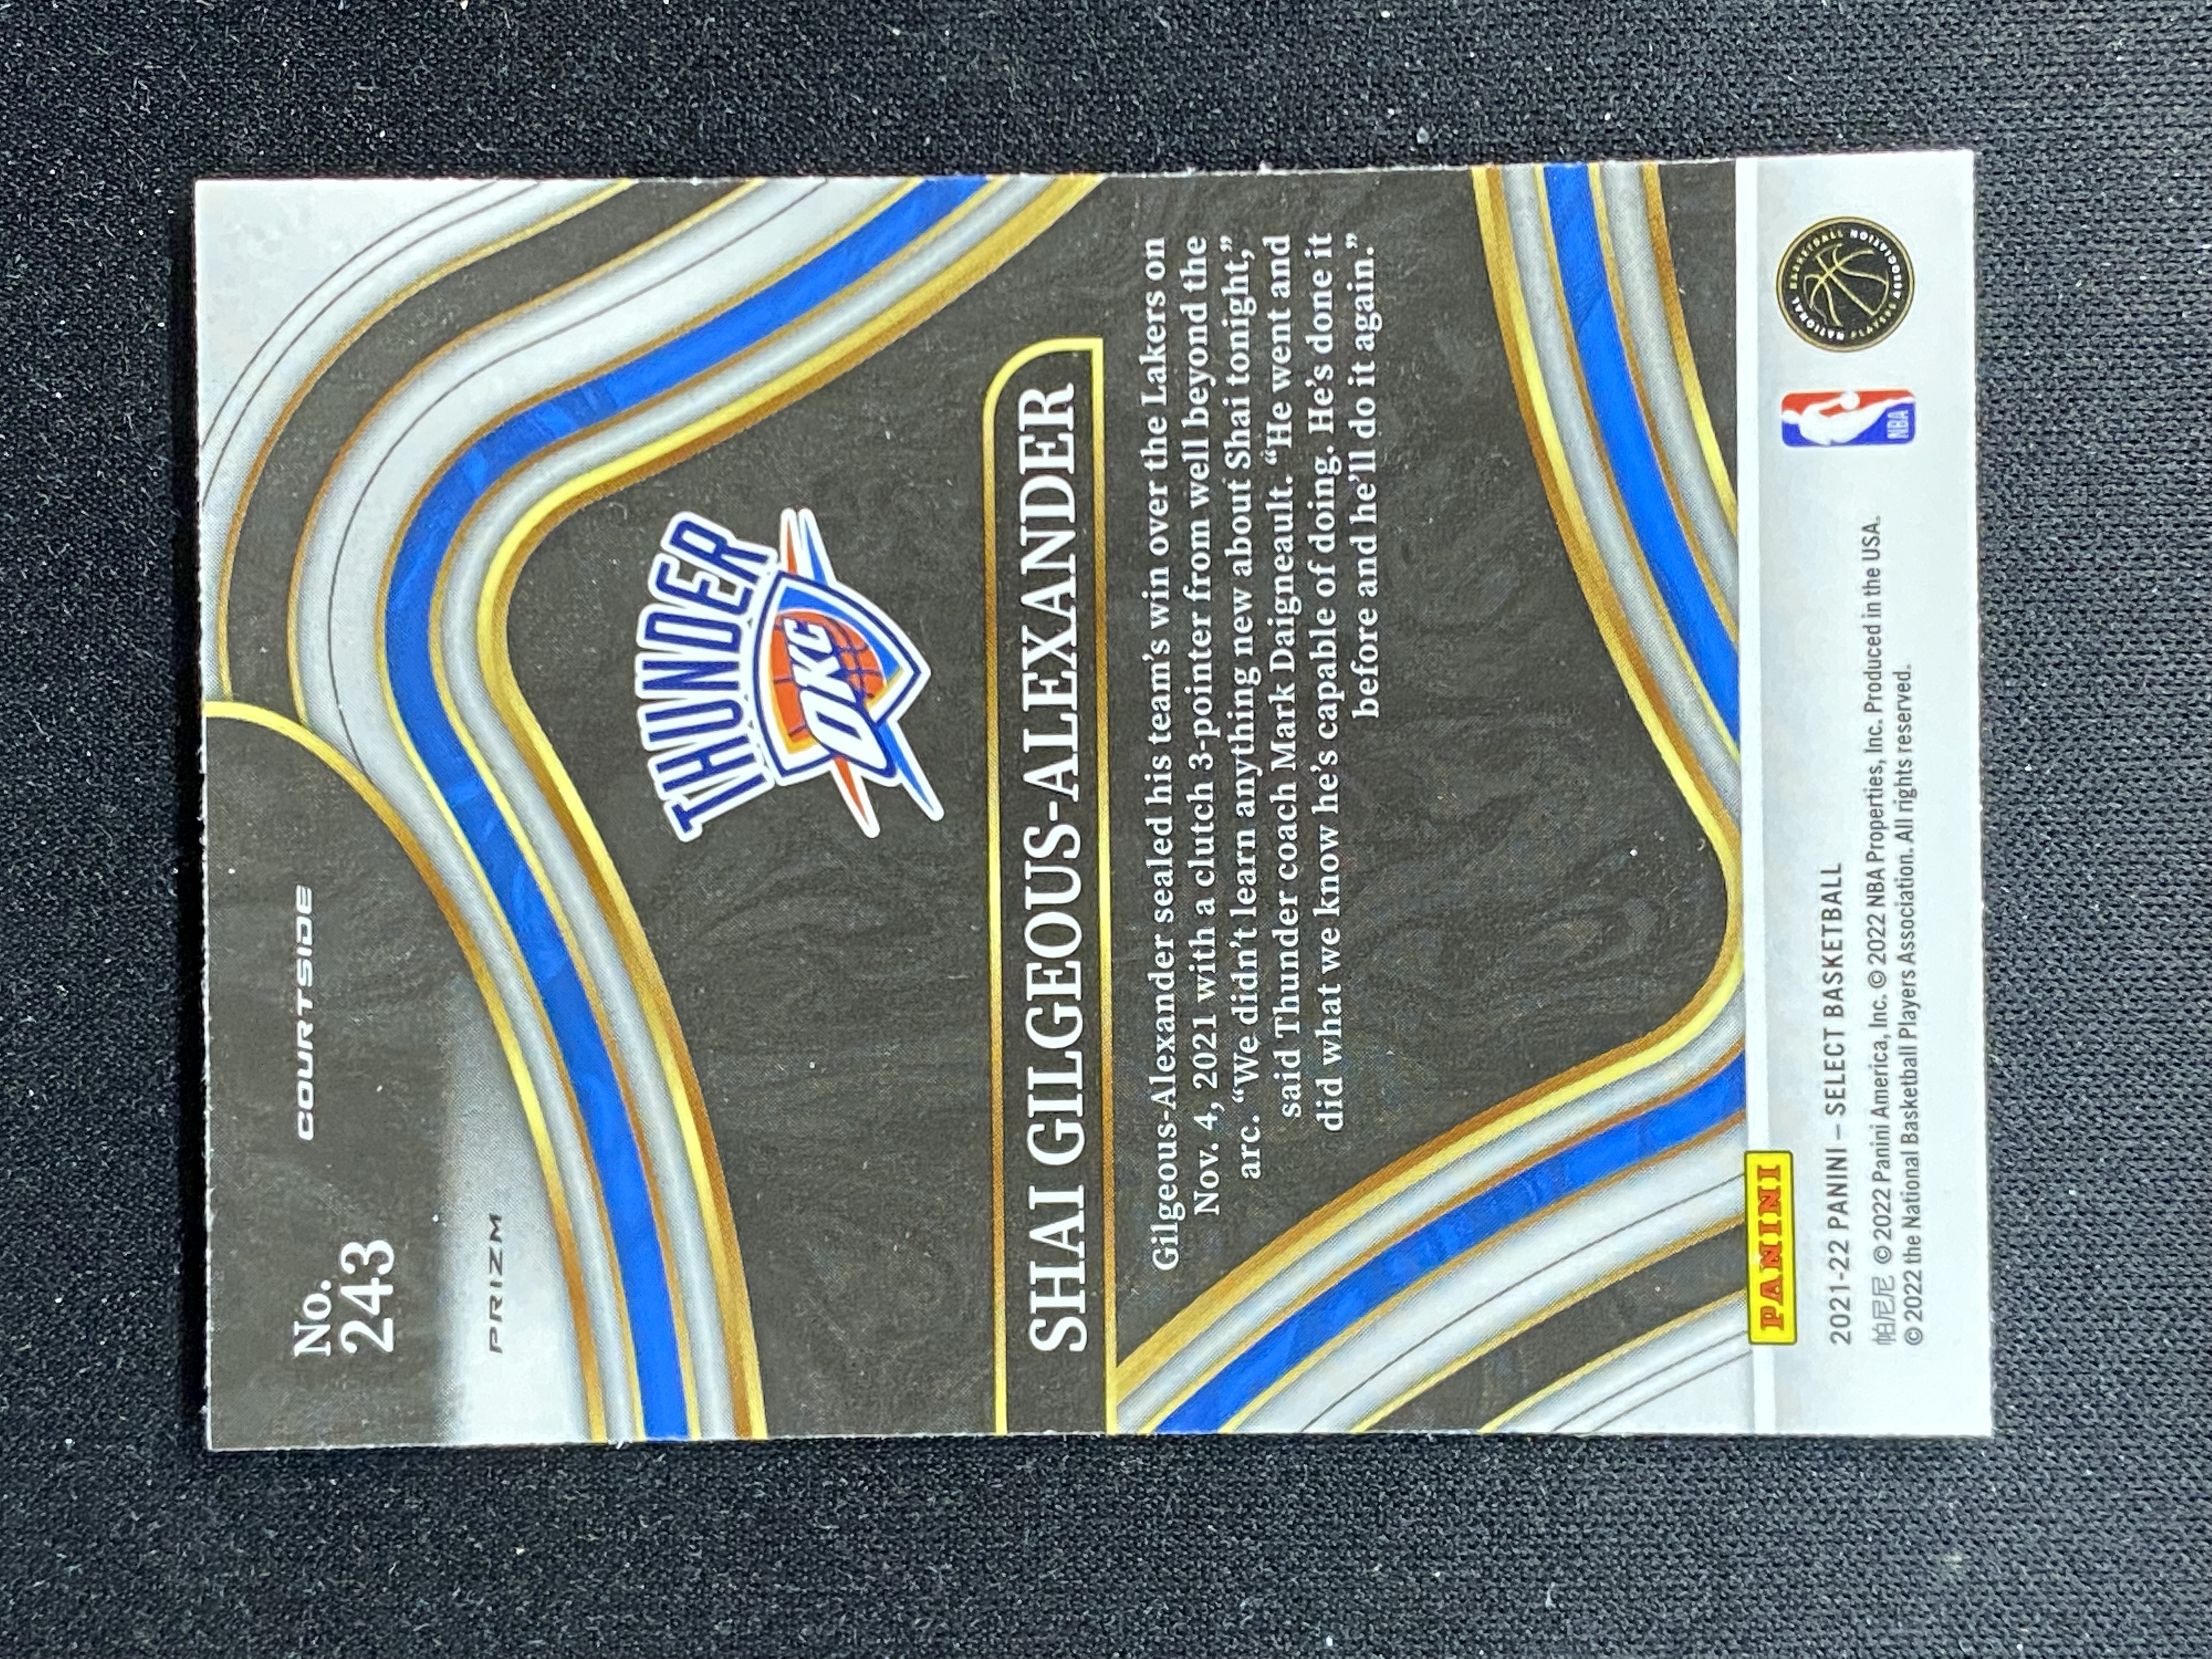 No.
243
COURTSIDE
PRIZM
THUNDER
OKC
SHAI GILGEOUS-ALEXANDER
Gilgeous-Alexander sealed his team's win over the Lakers on
Nov. 4, 2021 with a clutch 3-pointer from well beyond the
arc. “We didn't learn anything new about Shai tonight,”
said Thunder coach Mark Daigneault. “He went and
did what we know he's capable of doing. He's done it
before and he'll do it again.”
PANINI
2021-22 PANINI – SELECT BASKETBALL
帕尼尼 © 2022 Panini America, Inc. © 2022 NBA Properties, Inc. Produced in the USA.
© 2022 the National Basketball Players Association. All rights reserved.
NBA
NATIONAL BASKETBALL
PLAYERS ASSOCIATION